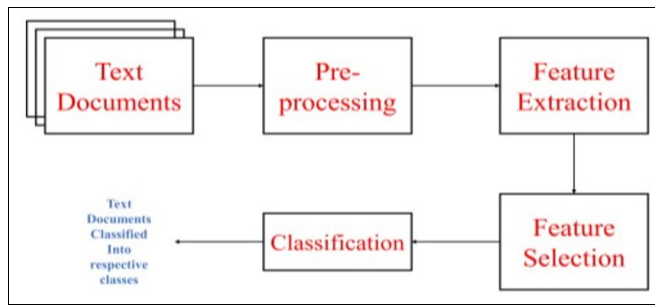 Text
Documents
Pre-
processing
Feature
Extraction
Feature
Selection
Classification
Text
Documents
Classified
Into
respective
classes